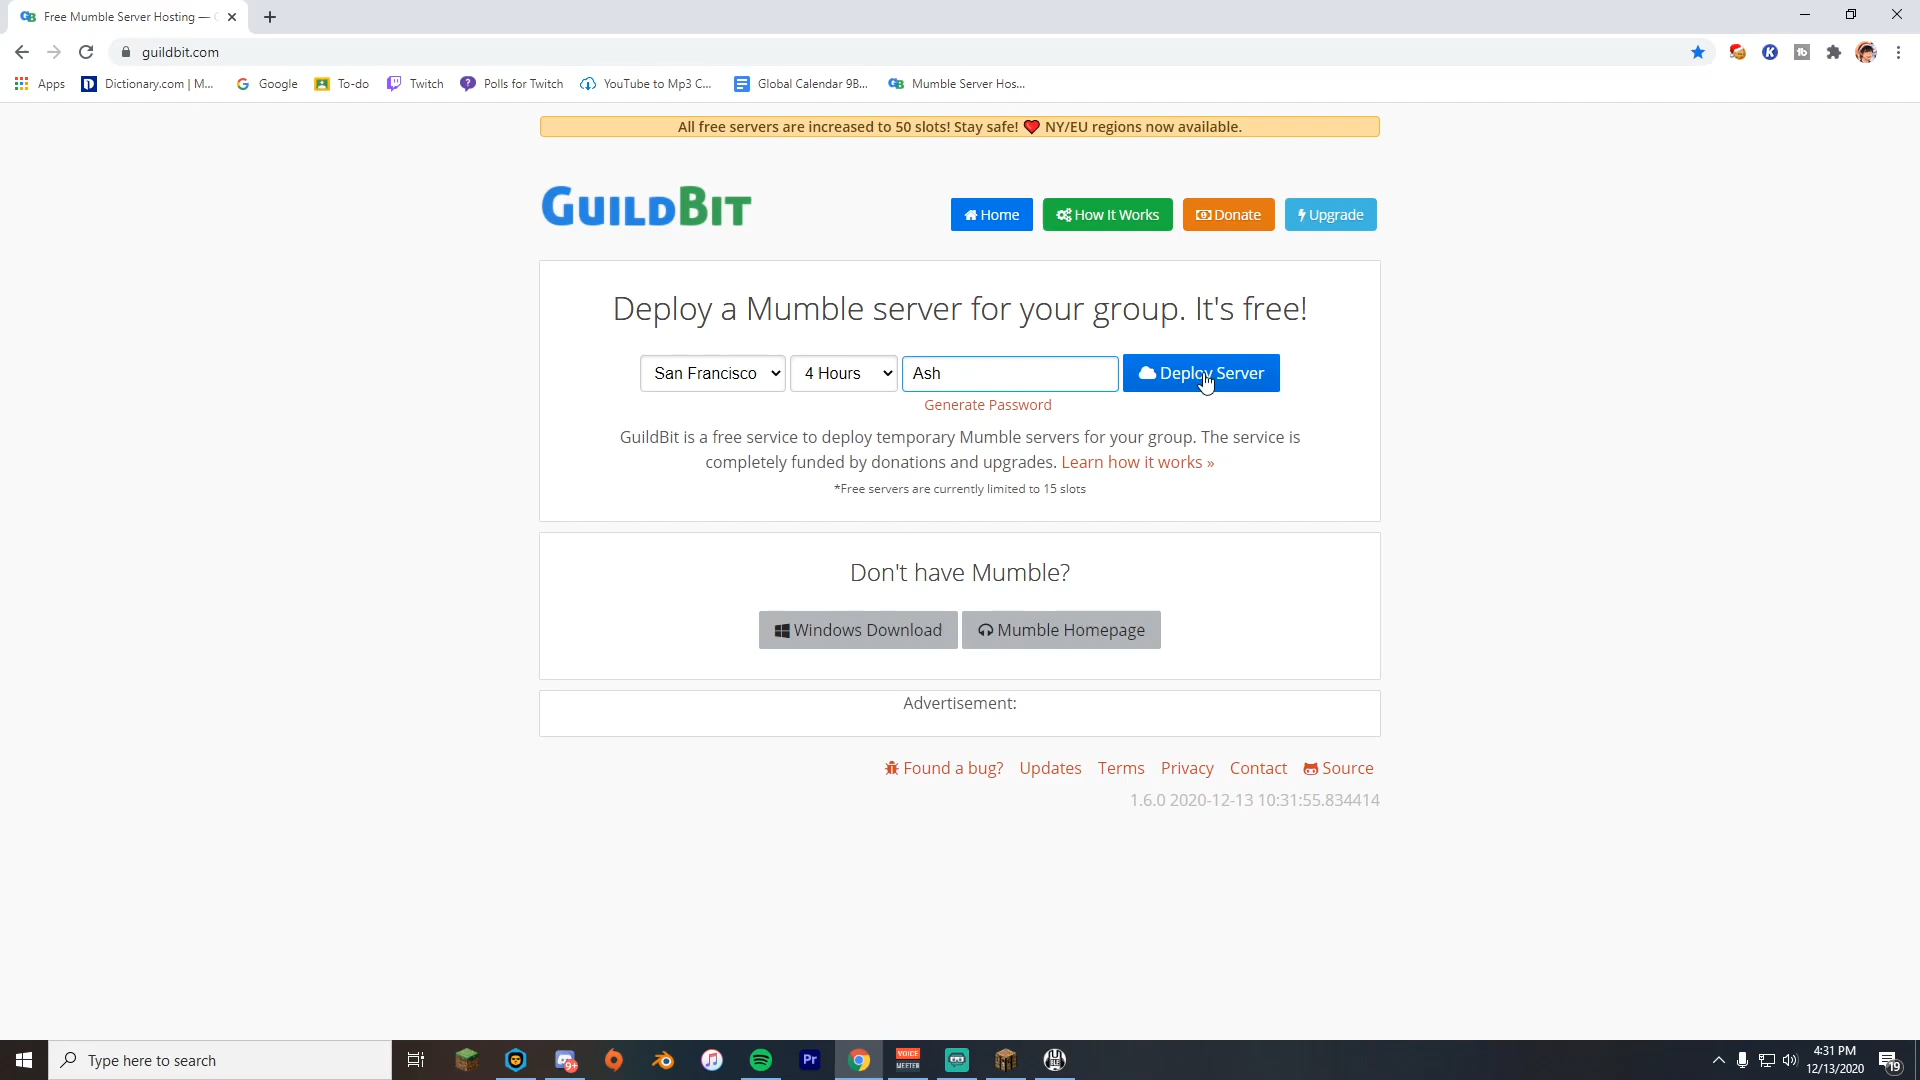 Free Mumble Server Hosting —
guildbit.com
Apps
Dictionary.com | M...
Google
To-do
Twitch
Polls for Twitch
YouTube to Mp3 C...
Global Calendar 9B...
Mumble Server Hos...
All free servers are increased to 50 slots! Stay safe! ❤ NY/EU regions now available.
GUILDBIT
Home
How It Works
Donate
Upgrade
Deploy a Mumble server for your group. It's free!
San Francisco
4 Hours
Ash
Deploy Server
Generate Password
GuildBit is a free service to deploy temporary Mumble servers for your group. The service is
completely funded by donations and upgrades. Learn how it works »
*Free servers are currently limited to 15 slots
Don't have Mumble?
Windows Download
Mumble Homepage
Advertisement:
Found a bug? Updates Terms Privacy Contact Source
1.6.0 2020-12-13 10:31:55.834414
Type here to search
9+
Pr
VOICE
MEETER
4:31 PM
12/13/2020
19